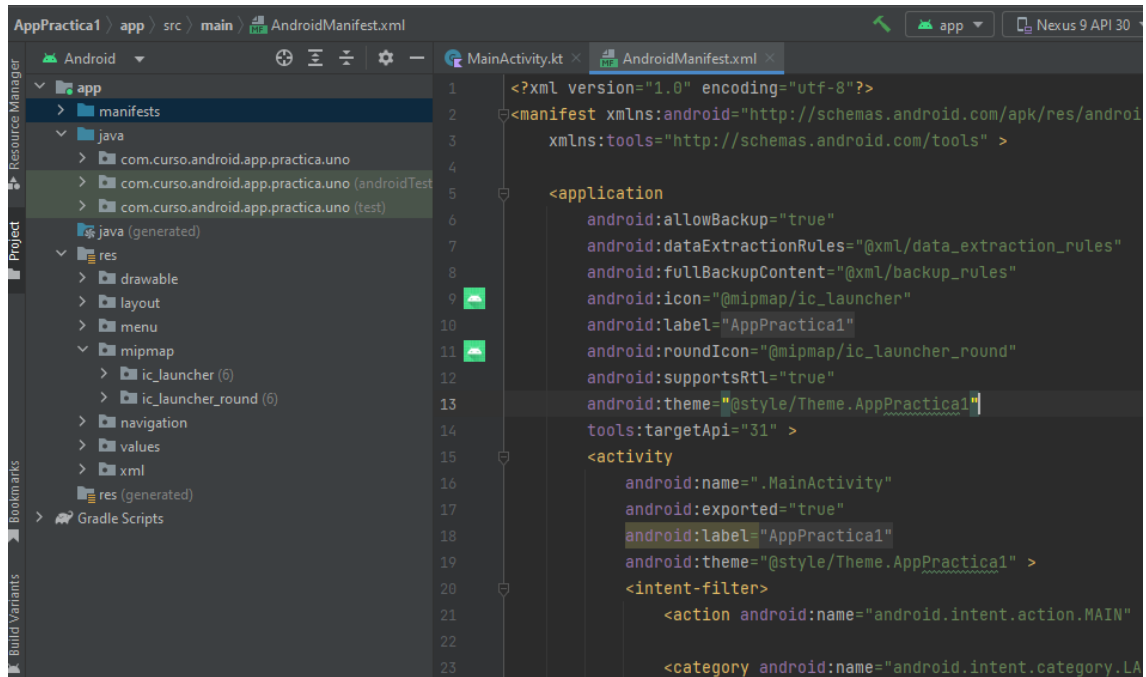 AppPractica1 〉 app 〉 src 〉 main 〉 AndroidManifest.xml
app
Nexus 9 API 30
Android
MainActivity.kt
AndroidManifest.xml
Resource Manager
Project
Bookmarks
Build Variants
app
manifests
java
com.curso.android.app.practica.uno
com.curso.android.app.practica.uno (androidTest
com.curso.android.app.practica.uno (test)
java (generated)
res
drawable
layout
menu
mipmap
ic_launcher (6)
ic_launcher_round (6)
navigation
values
xml
res (generated)
Gradle Scripts
1 <?xml version="1.0" encoding="utf-8"?>
2 <manifest xmlns:android="http://schemas.android.com/apk/res/androi
3 xmlns:tools="http://schemas.android.com/tools" >
4
5 <application
6 android:allowBackup="true"
7 android:dataExtractionRules="@xml/data_extraction_rules"
8 android:fullBackupContent="@xml/backup_rules"
9 android:icon="@mipmap/ic_launcher"
10 android:label="AppPractica1"
11 android:roundIcon="@mipmap/ic_launcher_round"
12 android:supportsRtl="true"
13 android:theme="@style/Theme.AppPractica1"
14 tools:targetApi="31" >
15 <activity
16 android:name=".MainActivity"
17 android:exported="true"
18 android:label="AppPractica1"
19 android:theme="@style/Theme.AppPractica1" >
20 <intent-filter>
21 <action android:name="android.intent.action.MAIN"
22
23 <category android:name="android.intent.category.LA